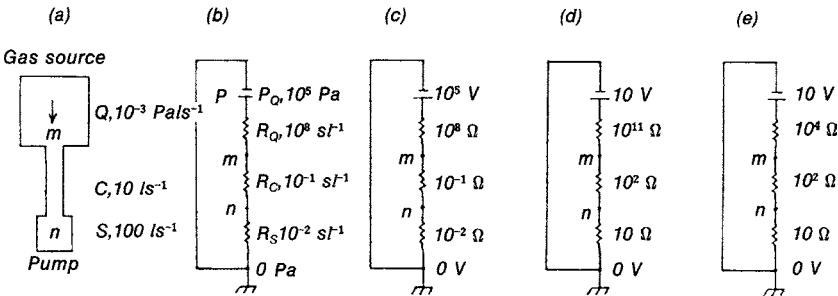 (a)
Gas source
m
Q,10⁻³ Pals⁻¹
C,10 ls⁻¹
n
S,100 ls⁻¹
Pump
(b)
P
P_Q,10⁵ Pa
R_Q,10⁸ sl⁻¹
m
R_C,10⁻¹ sl⁻¹
n
R_S10⁻² sl⁻¹
0 Pa
(c)
10⁵ V
10⁸ Ω
m
10⁻¹ Ω
n
10⁻² Ω
0 V
(d)
10 V
10¹¹ Ω
m
10² Ω
n
10 Ω
0 V
(e)
10 V
10⁴ Ω
m
10² Ω
n
10 Ω
0 V